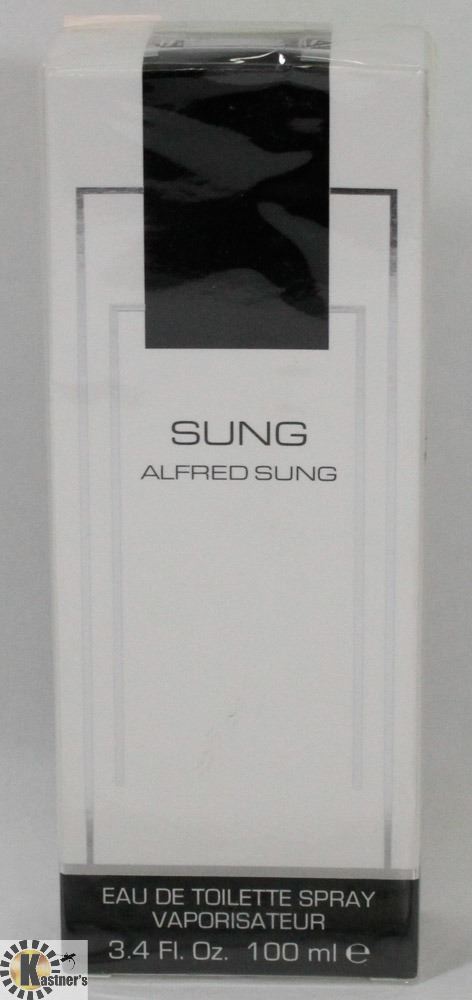 SUNG
ALFRED SUNG
EAU DE TOILETTE SPRAY
VAPORISATEUR
3.4 Fl. Oz. 100 ml ℮
Kastner's